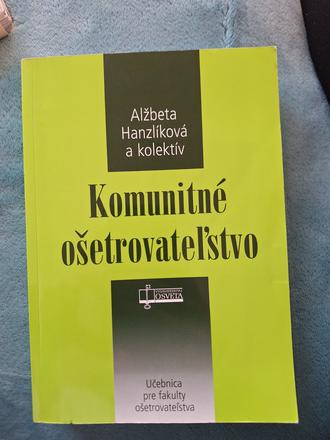 Alžbeta
Hanzlíková
a kolektív
Komunitné
ošetrovateľstvo
OSVETA
Učebnica
pre fakulty
ošetrovateľstva